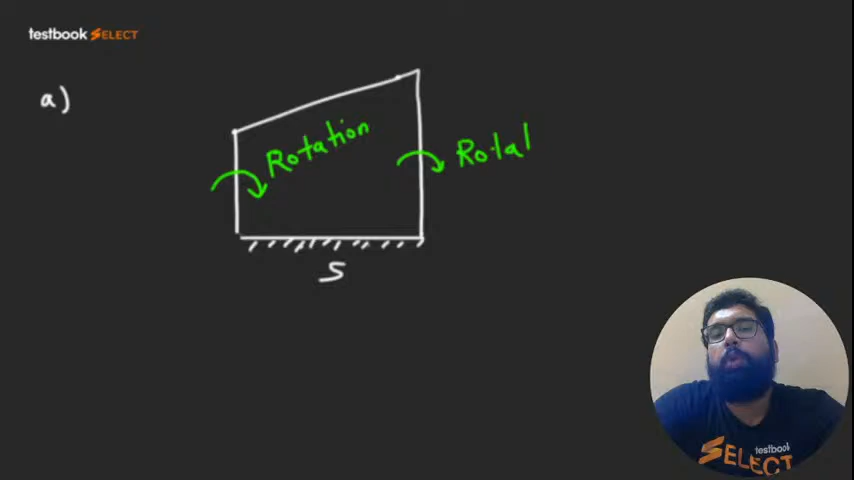 testbook SELECT
a)
Rotation
Rotal
S
testbook
SELECT